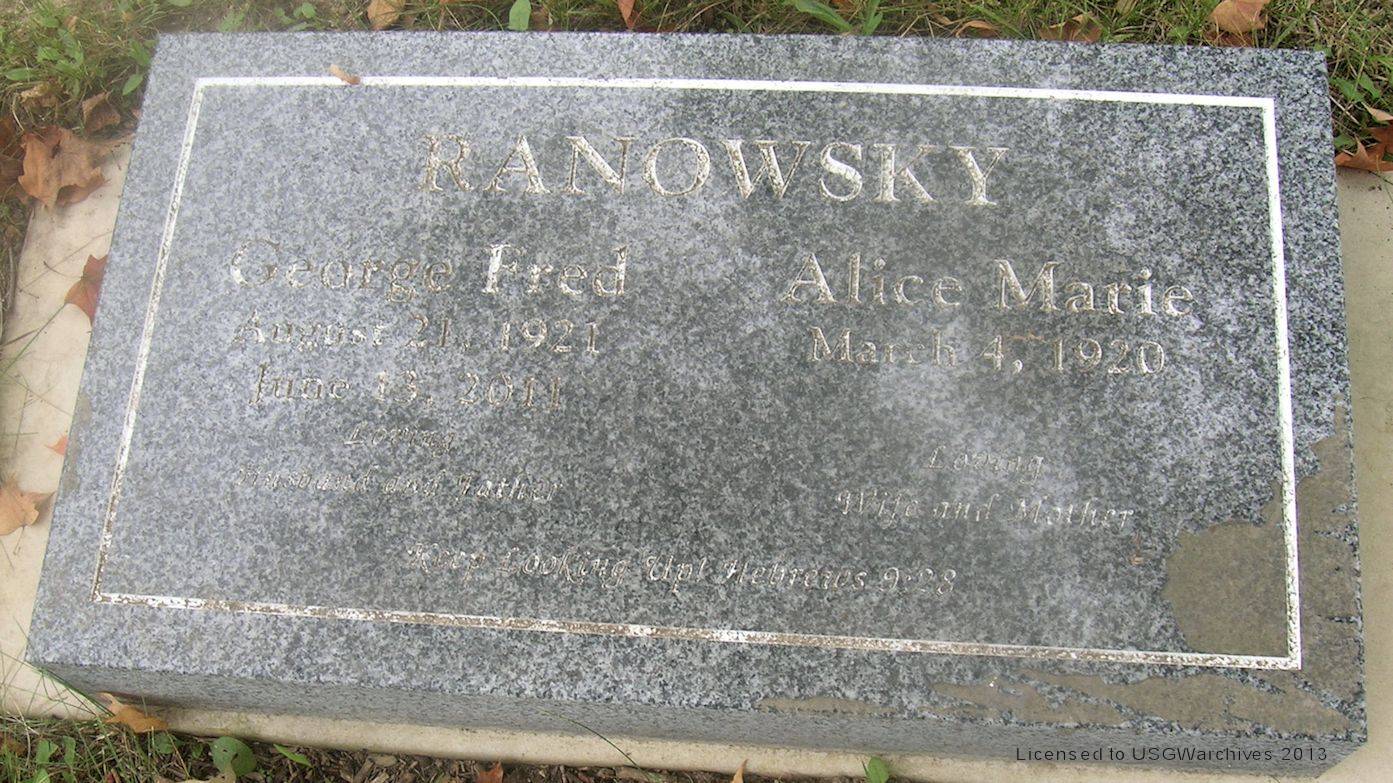 RANOWSKY
George Fred
August 21, 1921
June 13, 2011
Loving
Husband and Father
Alice Marie
March 4, 1920
Loving
Wife and Mother
Keep Looking Up! Hebrews 9:28
Licensed to USGWarchives 2013